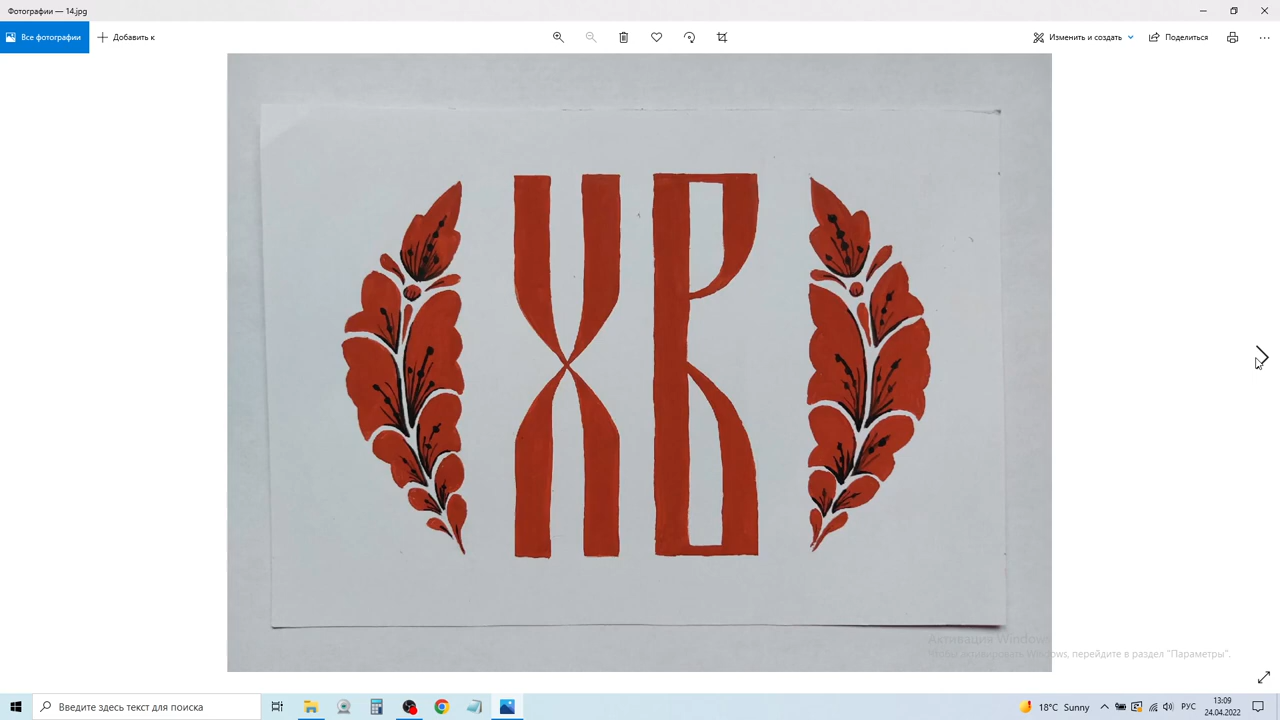 Фотографии — 14.jpg
Все фотографии
Добавить к
Изменить и создать
Поделиться
ХВ
Активация Windows
Чтобы активировать Windows, перейдите в раздел "Параметры".
Введите здесь текст для поиска
18°C Sunny
РУС
13:09
24.04.2022